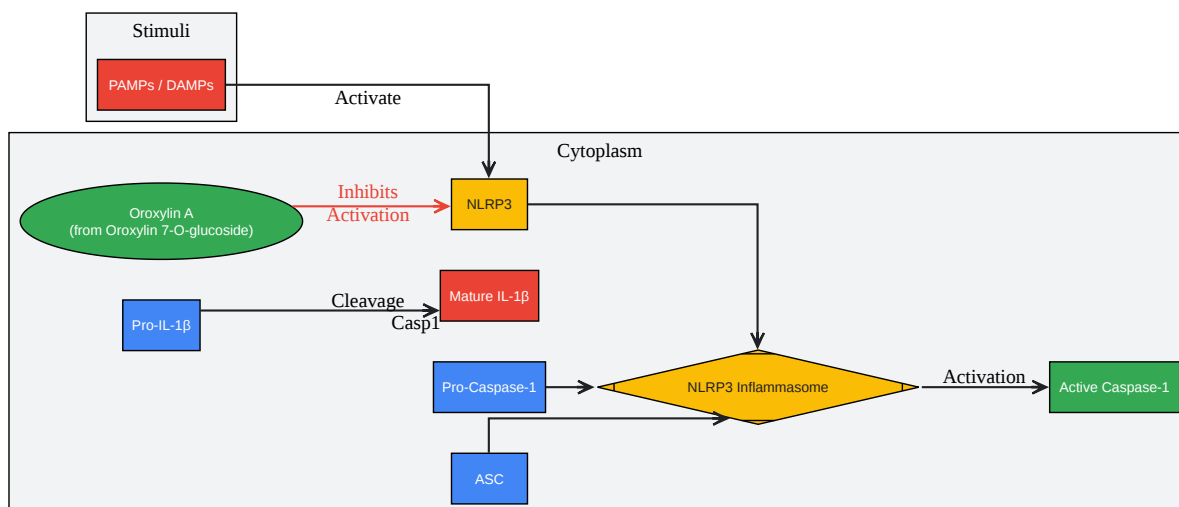 Stimuli
PAMPs / DAMPs
Activate
Cytoplasm
Inhibits
Activation
NLRP3
Oroxylin A
(from Oroxylin 7-O-glucoside)
Mature IL-1β
Cleavage
Casp1
Pro-IL-1β
Pro-Caspase-1
NLRP3 Inflammasome
Activation
Active Caspase-1
ASC